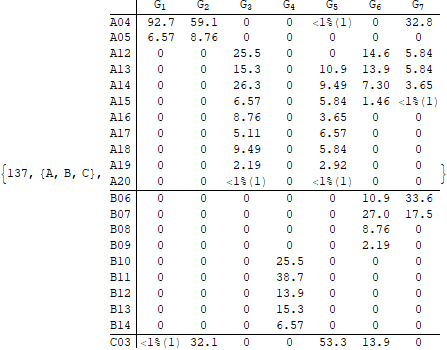 G1 G2 G3 G4 G5 G6 G7
A04 92.7 59.1 0 0 <1%(1) 0 32.8
A05 6.57 8.76 0 0 0 0 0
A12 0 0 25.5 0 0 14.6 5.84
A13 0 0 15.3 0 10.9 13.9 5.84
A14 0 0 26.3 0 9.49 7.30 3.65
A15 0 0 6.57 0 5.84 1.46 <1%(1)
A16 0 0 8.76 0 3.65 0 0
A17 0 0 5.11 0 6.57 0 0
A18 0 0 9.49 0 5.84 0 0
{137, {A, B, C}, A19 0 0 2.19 0 2.92 0 0 }
A20 0 0 <1%(1) 0 <1%(1) 0 0
B06 0 0 0 0 0 10.9 33.6
B07 0 0 0 0 0 27.0 17.5
B08 0 0 0 0 0 8.76 0
B09 0 0 0 0 0 2.19 0
B10 0 0 0 25.5 0 0 0
B11 0 0 0 38.7 0 0 0
B12 0 0 0 13.9 0 0 0
B13 0 0 0 15.3 0 0 0
B14 0 0 0 6.57 0 0 0
C03 <1%(1) 32.1 0 0 53.3 13.9 0